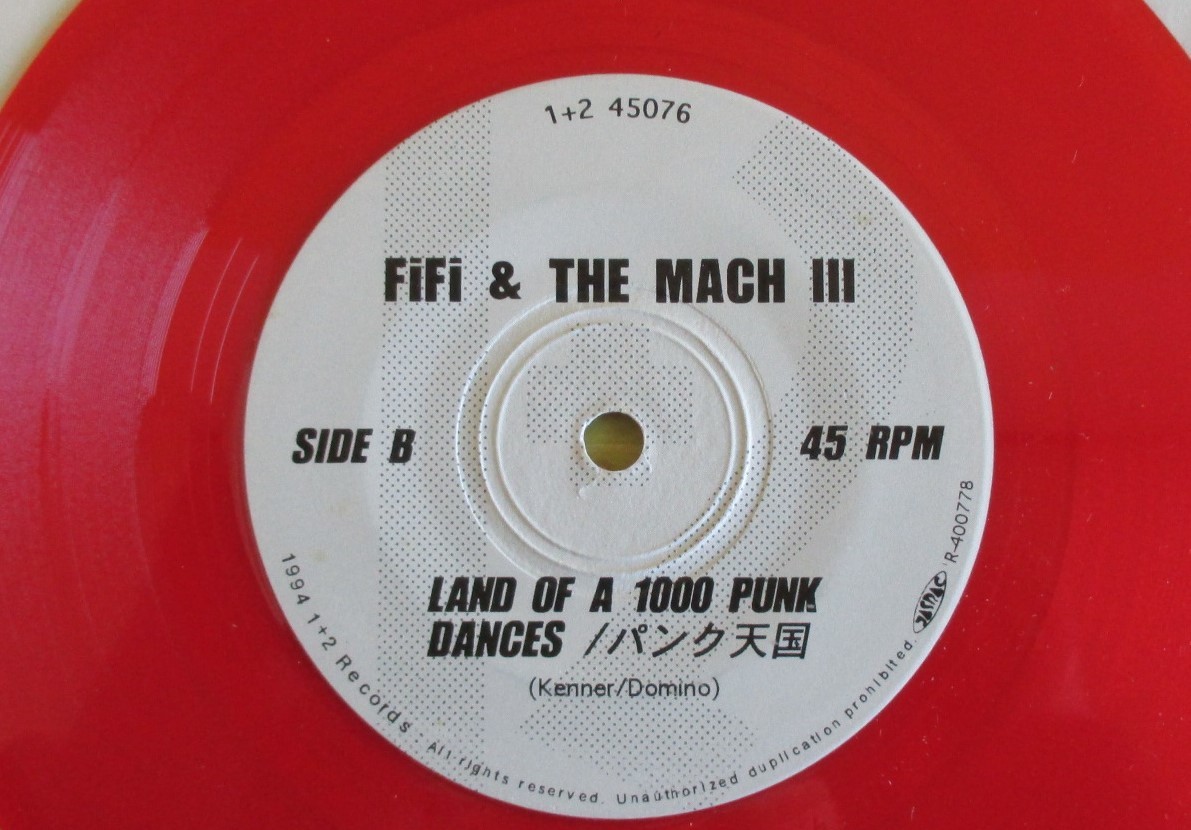 1+2 45076
FiFi & THE MACH III
SIDE B
45 RPM
LAND OF A 1000 PUNK
DANCES /パンク天国
(Kenner/Domino)
1994 1+2 Records · All rights reserved. Unauthorized duplication prohibited.
JASRAC R-400778